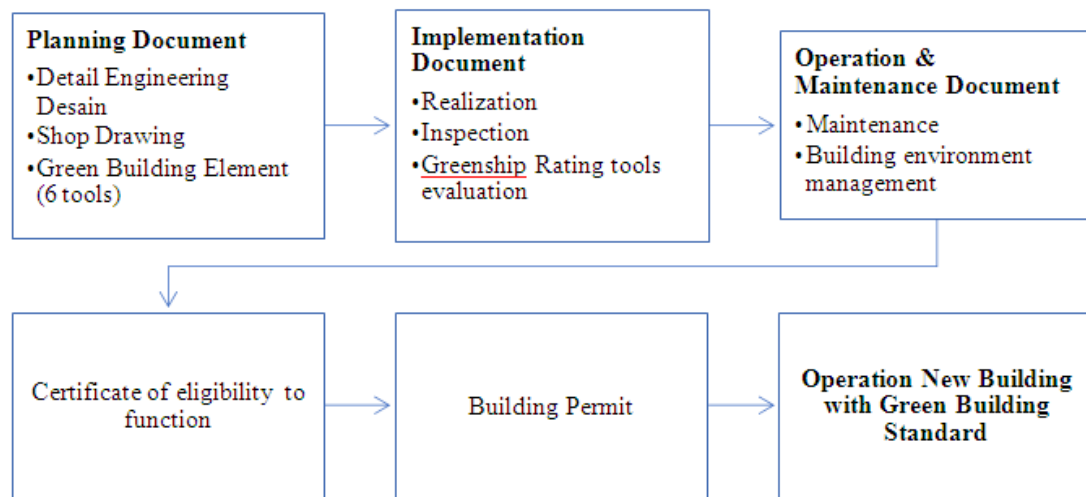 Planning Document
•Detail Engineering
Desain
•Shop Drawing
•Green Building Element
(6 tools)
Implementation
Document
•Realization
•Inspection
•Greenship Rating tools
evaluation
Operation &
Maintenance Document
•Maintenance
•Building environment
management
Certificate of eligibility to
function
Building Permit
Operation New Building
with Green Building
Standard